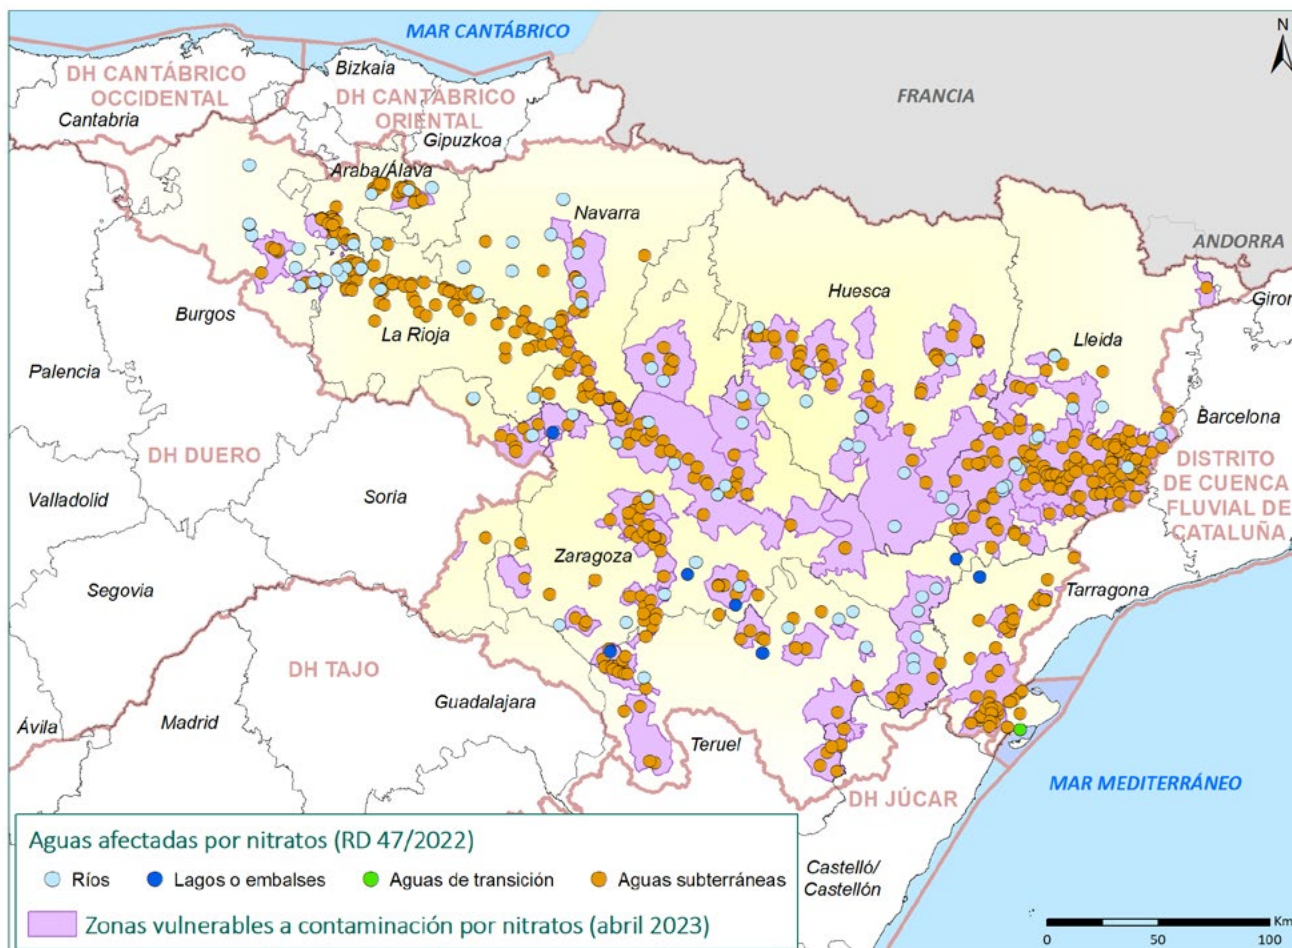 MAR CANTÁBRICO
N
DH CANTÁBRICO
OCCIDENTAL
Cantabria
Bizkaia
DH CANTÁBRICO
ORIENTAL
Gipuzkoa
FRANCIA
Araba/Álava
Navarra
ANDORRA
Burgos
La Rioja
Huesca
Lleida
Giron
Palencia
Barcelona
DH DUERO
DISTRITO
DE CUENCA
FLUVIAL DE
CATALUÑA
Valladolid
Soria
Zaragoza
Segovia
Tarragona
DH TAJO
Guadalajara
Ávila
Madrid
Teruel
MAR MEDITERRÁNEO
DH JÚCAR
Castelló/
Castellón
Aguas afectadas por nitratos (RD 47/2022)
Ríos
Lagos o embalses
Aguas de transición
Aguas subterráneas
Zonas vulnerables a contaminación por nitratos (abril 2023)
Km
0 50 100